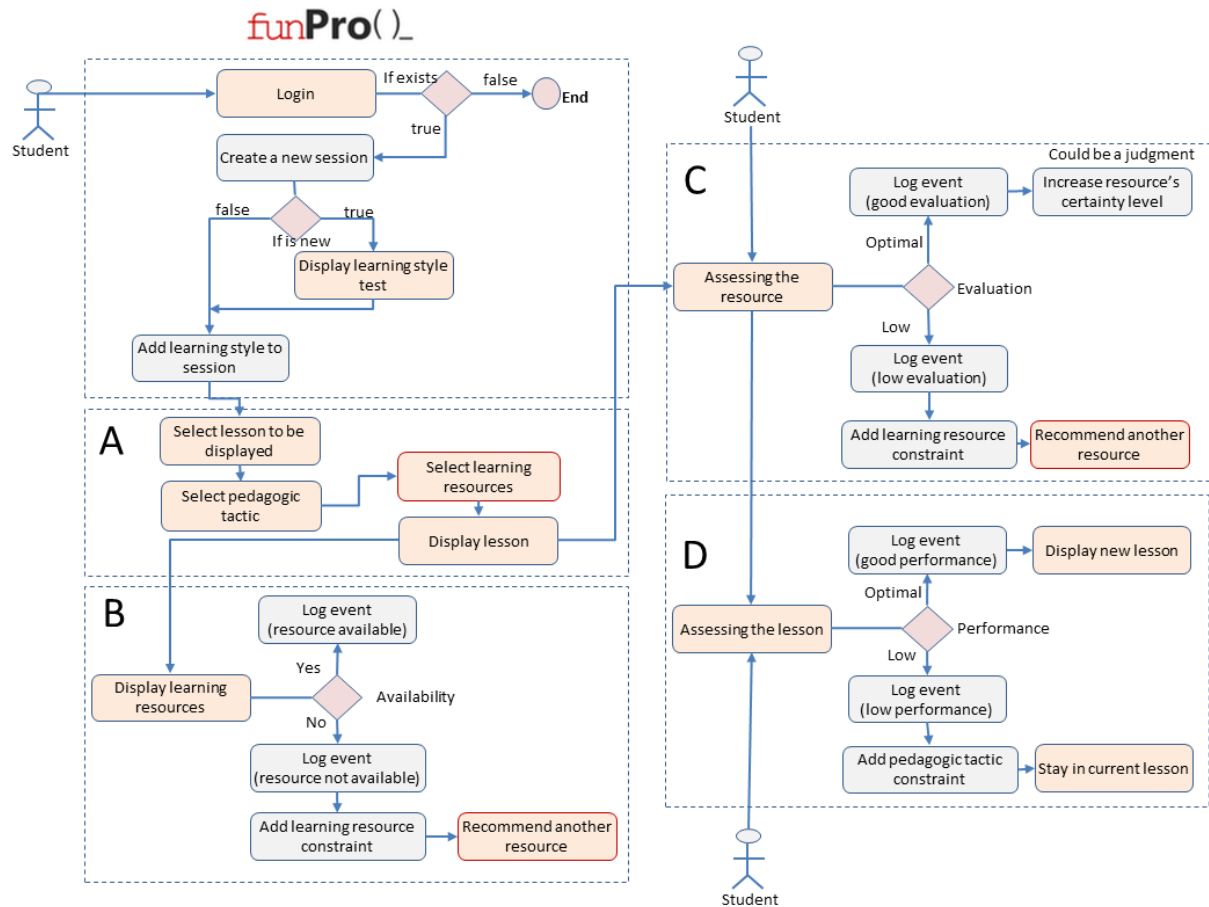 funPro()_
Login
If exists
false
End
true
Student
Create a new session
false
true
If is new
Display learning style
test
Add learning style to
session
A
Select lesson to be
displayed
Select pedagogic
tactic
Select learning
resources
Display lesson
B
Log event
(resource available)
Yes
Display learning
resources
Availability
No
Log event
(resource not available)
Add learning resource
constraint
Recommend another
resource
Student
C
Could be a judgment
Log event
(good evaluation)
Increase resource's
certainty level
Optimal
Assessing the
resource
Evaluation
Low
Log event
(low evaluation)
Add learning resource
constraint
Recommend another
resource
D
Log event
(good performance)
Display new lesson
Optimal
Assessing the lesson
Performance
Low
Log event
(low performance)
Add pedagogic tactic
constraint
Stay in current lesson
Student